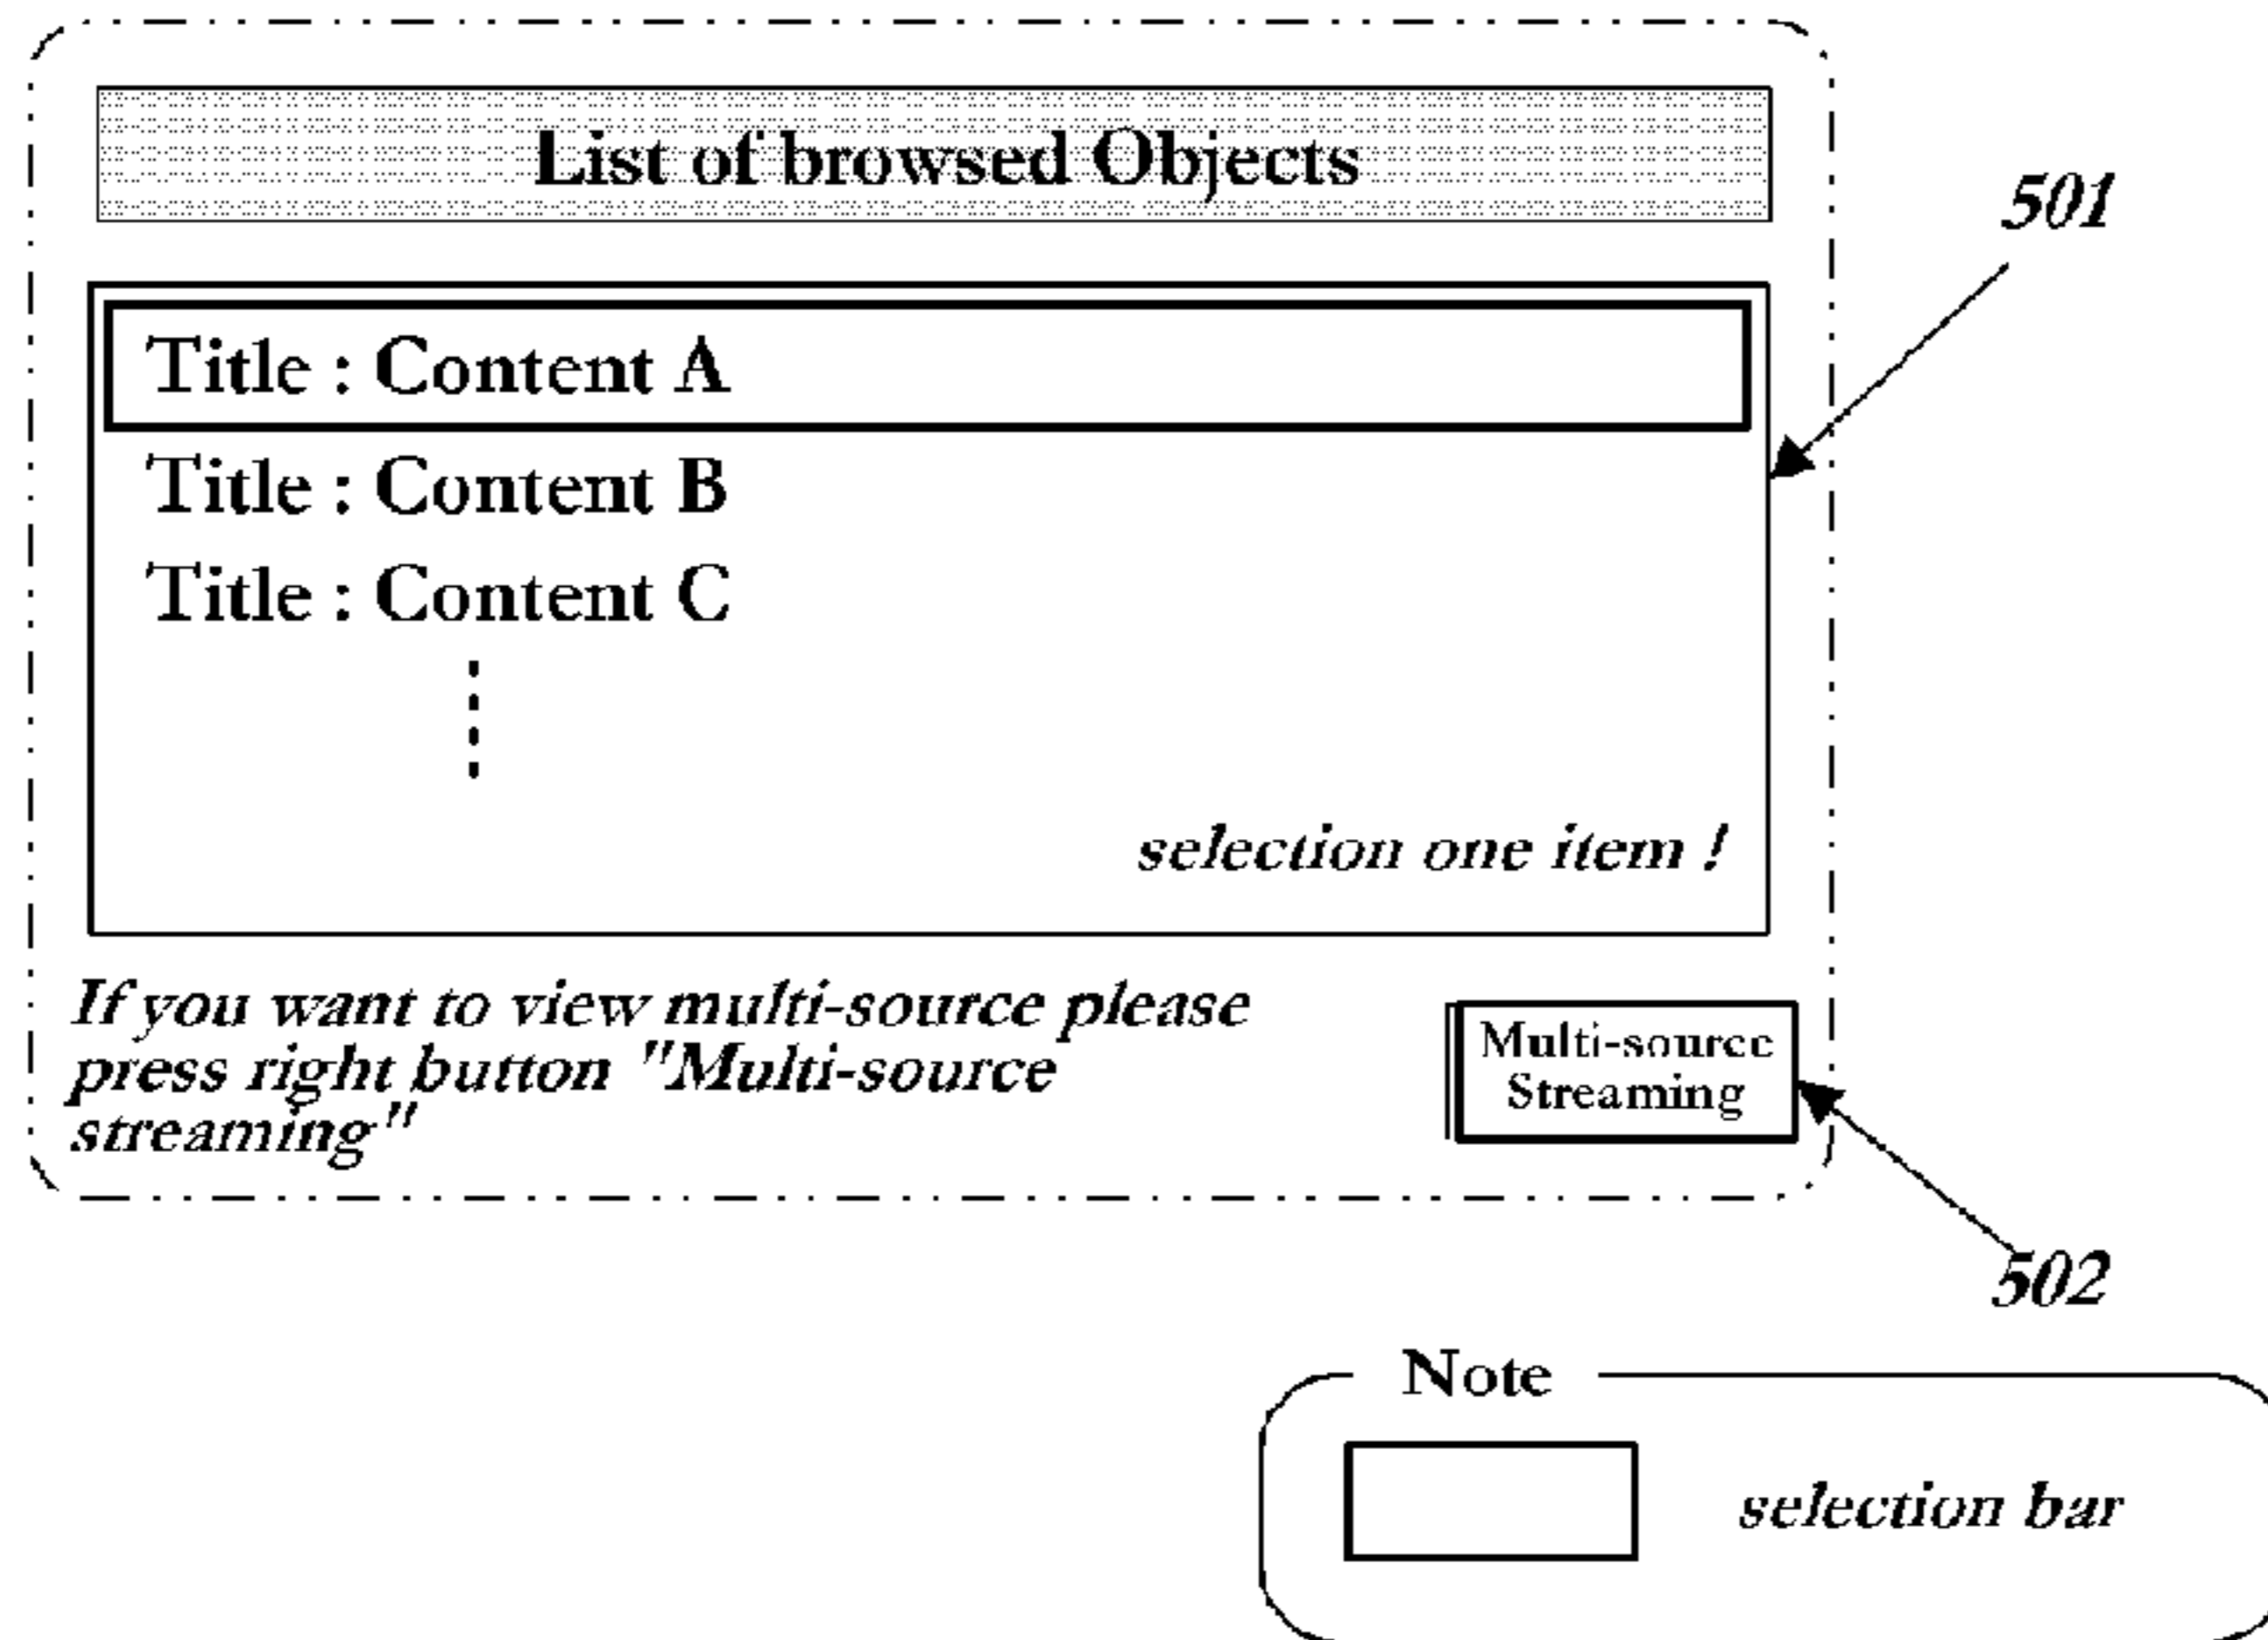 List of browsed Objects
501
Title : Content A
Title : Content B
Title : Content C
selection one item !
If you want to view multi-source please
press right button "Multi-source
streaming"
Multi-source
Streaming
502
Note
selection bar